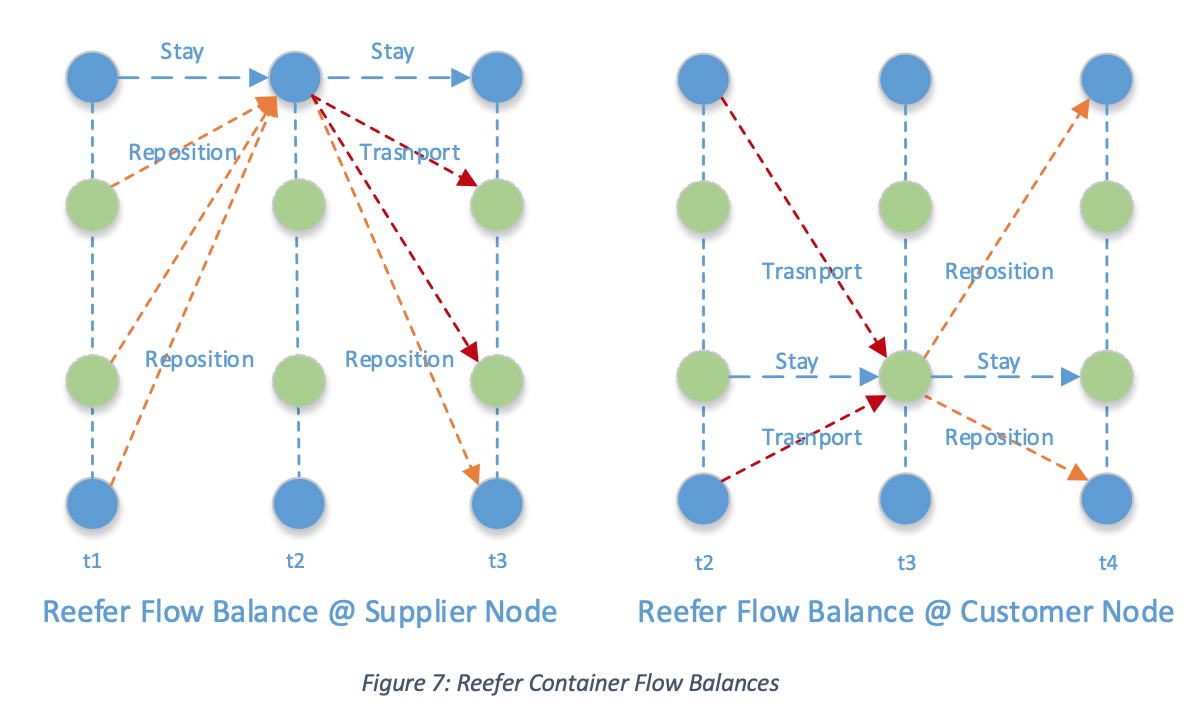 Stay
Stay
Reposition
Trasnport
Reposition
Reposition
t1
t2
t3
Reefer Flow Balance @ Supplier Node
Trasnport
Reposition
Stay
Stay
Trasnport
Reposition
t2
t3
t4
Reefer Flow Balance @ Customer Node
Figure 7: Reefer Container Flow Balances